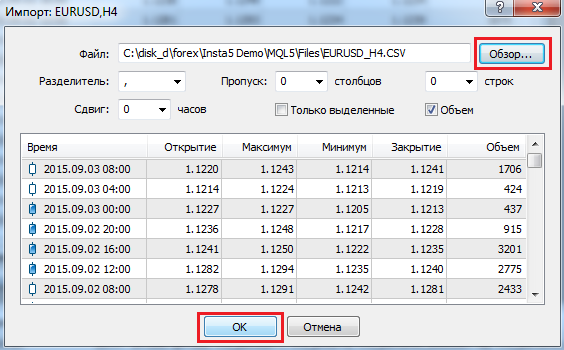 Импорт: EURUSD,H4
Файл: C:\disk_d\forex\Insta5 Demo\MQL5\Files\EURUSD_H4.CSV Обзор...
Разделитель: , Пропуск: 0 столбцов 0 строк
Сдвиг: 0 часов Только выделенные Объем
Время Открытие Максимум Минимум Закрытие Объем
2015.09.03 08:00 1.1220 1.1243 1.1214 1.1241 1706
2015.09.03 04:00 1.1214 1.1224 1.1213 1.1219 424
2015.09.03 00:00 1.1227 1.1227 1.1205 1.1213 437
2015.09.02 20:00 1.1236 1.1248 1.1217 1.1228 915
2015.09.02 16:00 1.1241 1.1250 1.1222 1.1235 3201
2015.09.02 12:00 1.1282 1.1294 1.1235 1.1240 2775
2015.09.02 08:00 1.1278 1.1291 1.1242 1.1281 2433
OK Отмена